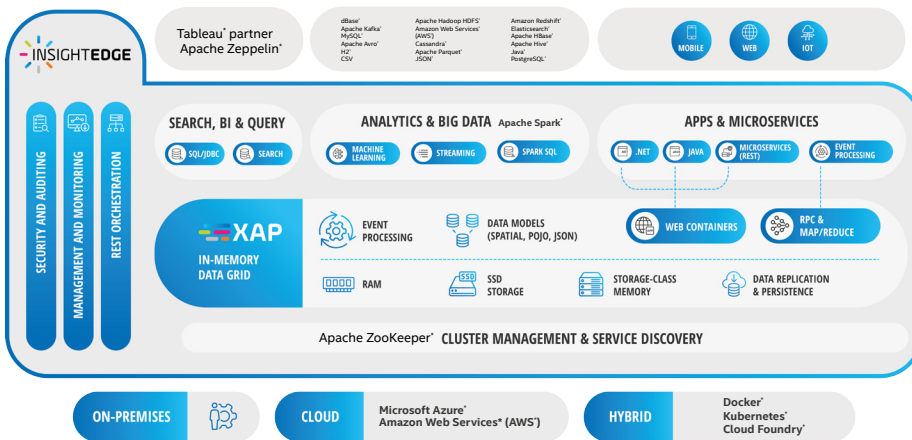 INSIGHTEDGE
Tableau* partner
Apache Zeppelin*
dBase*
Apache Kafka*
MySQL*
Apache Avro*
H2*
CSV
Apache Hadoop HDFS*
Amazon Web Services*
(AWS*)
Cassandra*
Apache Parquet*
JSON*
Amazon Redshift*
Elasticsearch*
Apache HBase*
Apache Hive*
Java*
PostgreSQL*
MOBILE
WEB
IOT
SECURITY AND AUDITING
MANAGEMENT AND MONITORING
REST ORCHESTRATION
SEARCH, BI & QUERY
SQL/JDBC
SEARCH
ANALYTICS & BIG DATA Apache Spark*
MACHINE
LEARNING
STREAMING
SPARK SQL
APPS & MICROSERVICES
.NET
JAVA
MICROSERVICES
(REST)
EVENT
PROCESSING
XAP
IN-MEMORY
DATA GRID
EVENT
PROCESSING
DATA MODELS
(SPATIAL, POJO, JSON)
WEB CONTAINERS
RPC &
MAP/REDUCE
RAM
SSD
SSD
STORAGE
STORAGE-CLASS
MEMORY
DATA REPLICATION
& PERSISTENCE
Apache ZooKeeper* CLUSTER MANAGEMENT & SERVICE DISCOVERY
ON-PREMISES
CLOUD
Microsoft Azure*
Amazon Web Services* (AWS*)
HYBRID
Docker*
Kubernetes*
Cloud Foundry*